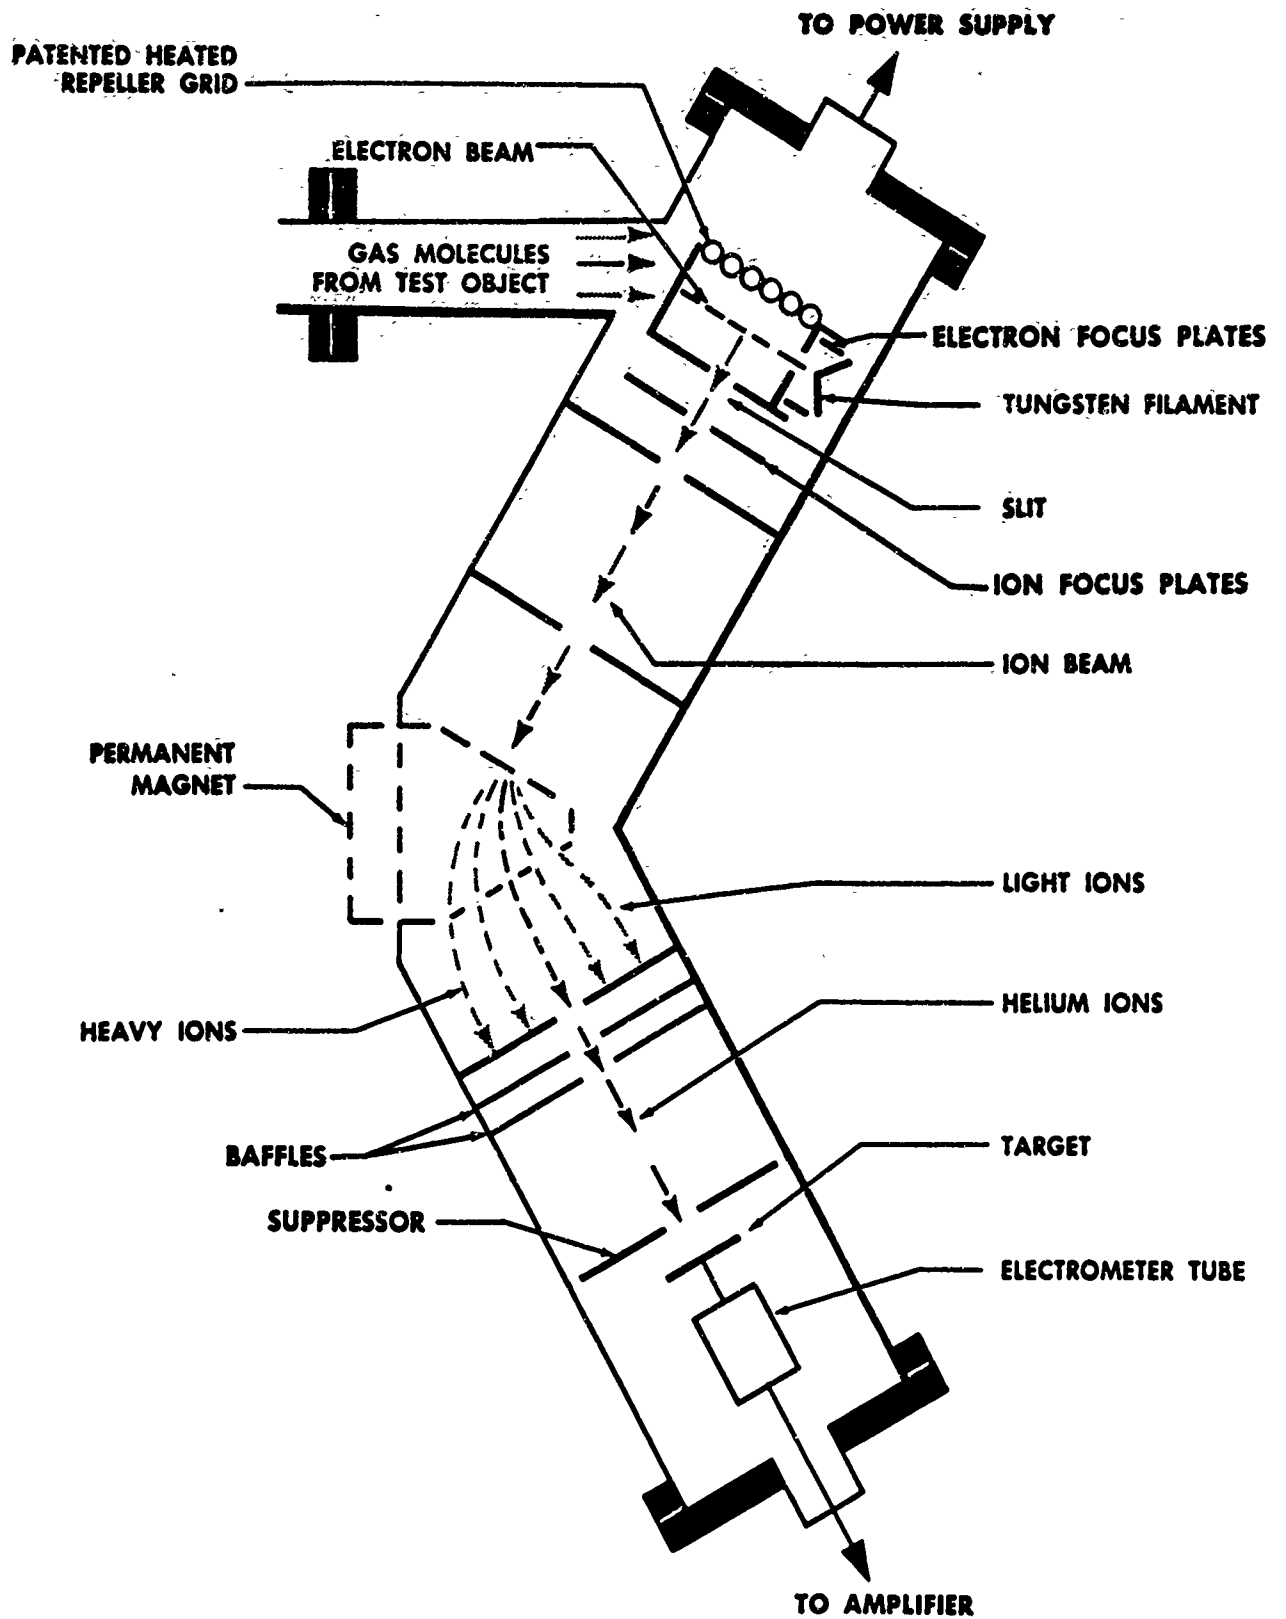 TO POWER SUPPLY
PATENTED HEATED
REPELLER GRID
ELECTRON BEAM
GAS MOLECULES
FROM TEST OBJECT
ELECTRON FOCUS PLATES
TUNGSTEN FILAMENT
SLIT
ION FOCUS PLATES
ION BEAM
PERMANENT
MAGNET
LIGHT IONS
HELIUM IONS
HEAVY IONS
TARGET
BAFFLES
SUPPRESSOR
ELECTROMETER TUBE
TO AMPLIFIER